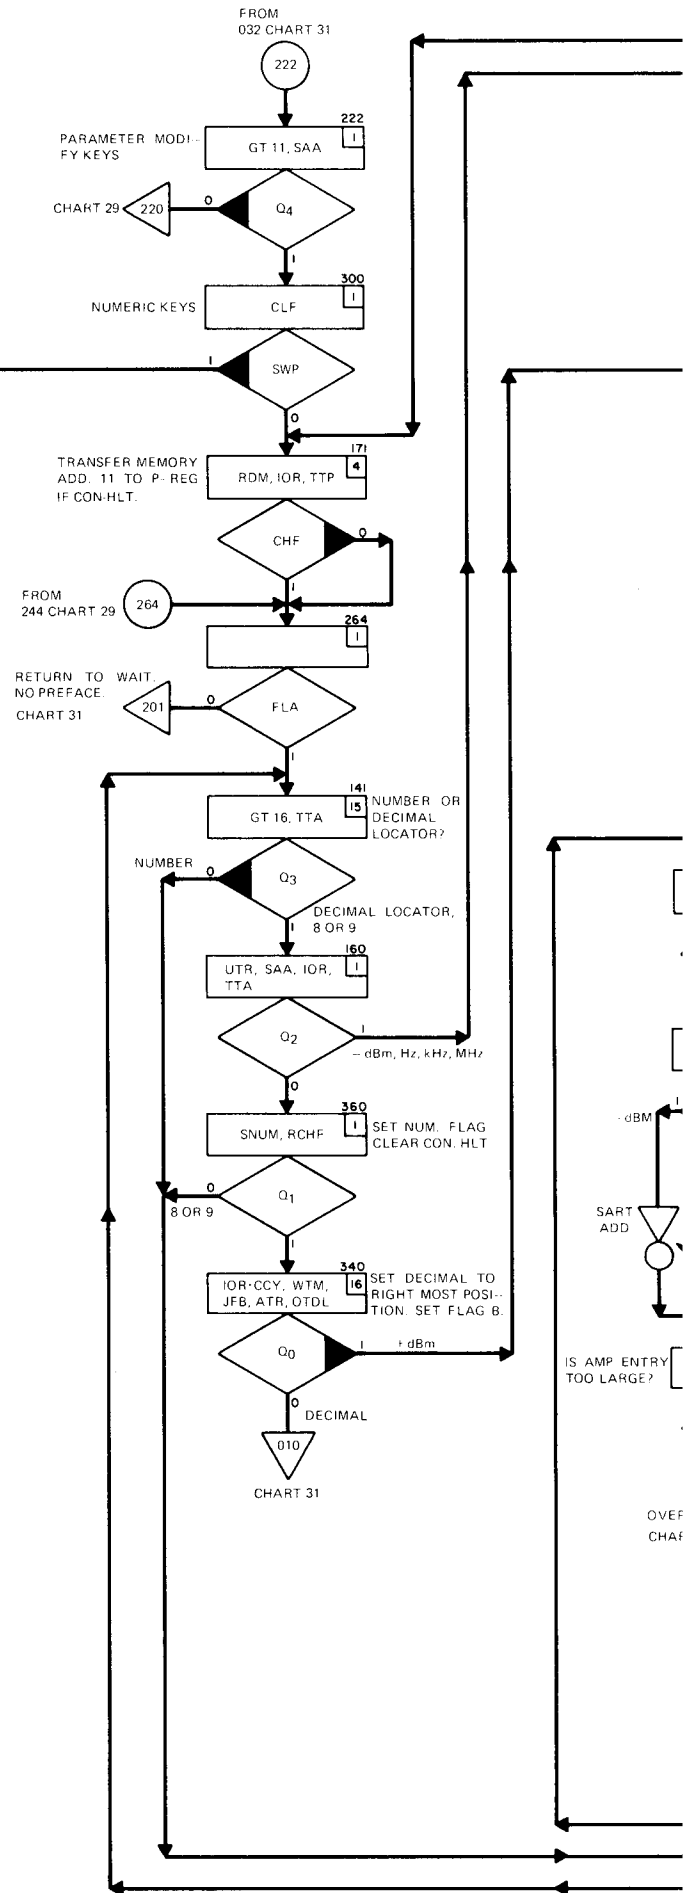 FROM
032 CHART 31
222
222
PARAMETER MODI-
FY KEYS
GT 11, SAA
1
CHART 29
220
0
Q4
1
300
NUMERIC KEYS
CLF
1
1
SWP
0
171
TRANSFER MEMORY
ADD. 11 TO P-REG
IF CON-HLT.
RDM, IOR, TTP
4
CHF
0
1
FROM
244 CHART 29
264
264
1
RETURN TO WAIT.
NO PREFACE.
CHART 31
201
0
FLA
1
141
GT 16, TTA
15
NUMBER OR
DECIMAL
LOCATOR?
NUMBER
0
Q3
DECIMAL LOCATOR,
8 OR 9
1
160
UTR, SAA, IOR,
TTA
1
Q2
1
- dBm, Hz, kHz, MHz
0
360
SNUM, RCHF
1
SET NUM. FLAG
CLEAR CON. HLT
0
8 OR 9
Q1
1
340
IOR·CCY, WTM,
JFB, ATR, OTDL
16
SET DECIMAL TO
RIGHT MOST POSI-
TION. SET FLAG B.
Q0
1
+ dBm
0
DECIMAL
010
CHART 31
1
-dBM
SART
ADD
IS AMP ENTRY
TOO LARGE?
OVER
CHAR